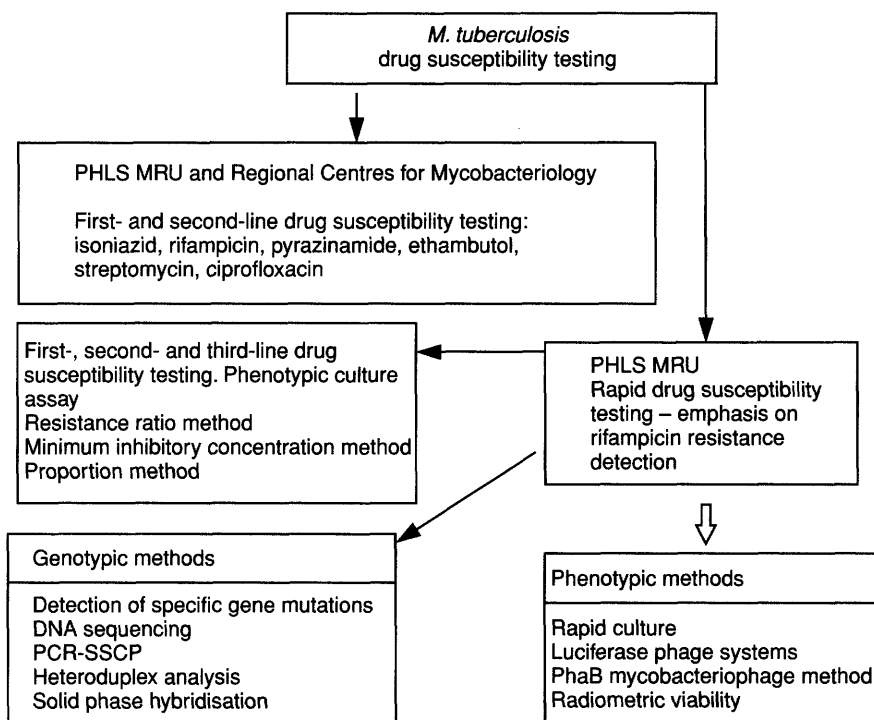 M. tuberculosis
drug susceptibility testing
PHLS MRU and Regional Centres for Mycobacteriology
First- and second-line drug susceptibility testing:
isoniazid, rifampicin, pyrazinamide, ethambutol,
streptomycin, ciprofloxacin
First-, second- and third-line drug
susceptibility testing. Phenotypic culture
assay
Resistance ratio method
Minimum inhibitory concentration method
Proportion method
PHLS MRU
Rapid drug susceptibility
testing – emphasis on
rifampicin resistance
detection
Genotypic methods
Detection of specific gene mutations
DNA sequencing
PCR-SSCP
Heteroduplex analysis
Solid phase hybridisation
Phenotypic methods
Rapid culture
Luciferase phage systems
PhaB mycobacteriophage method
Radiometric viability